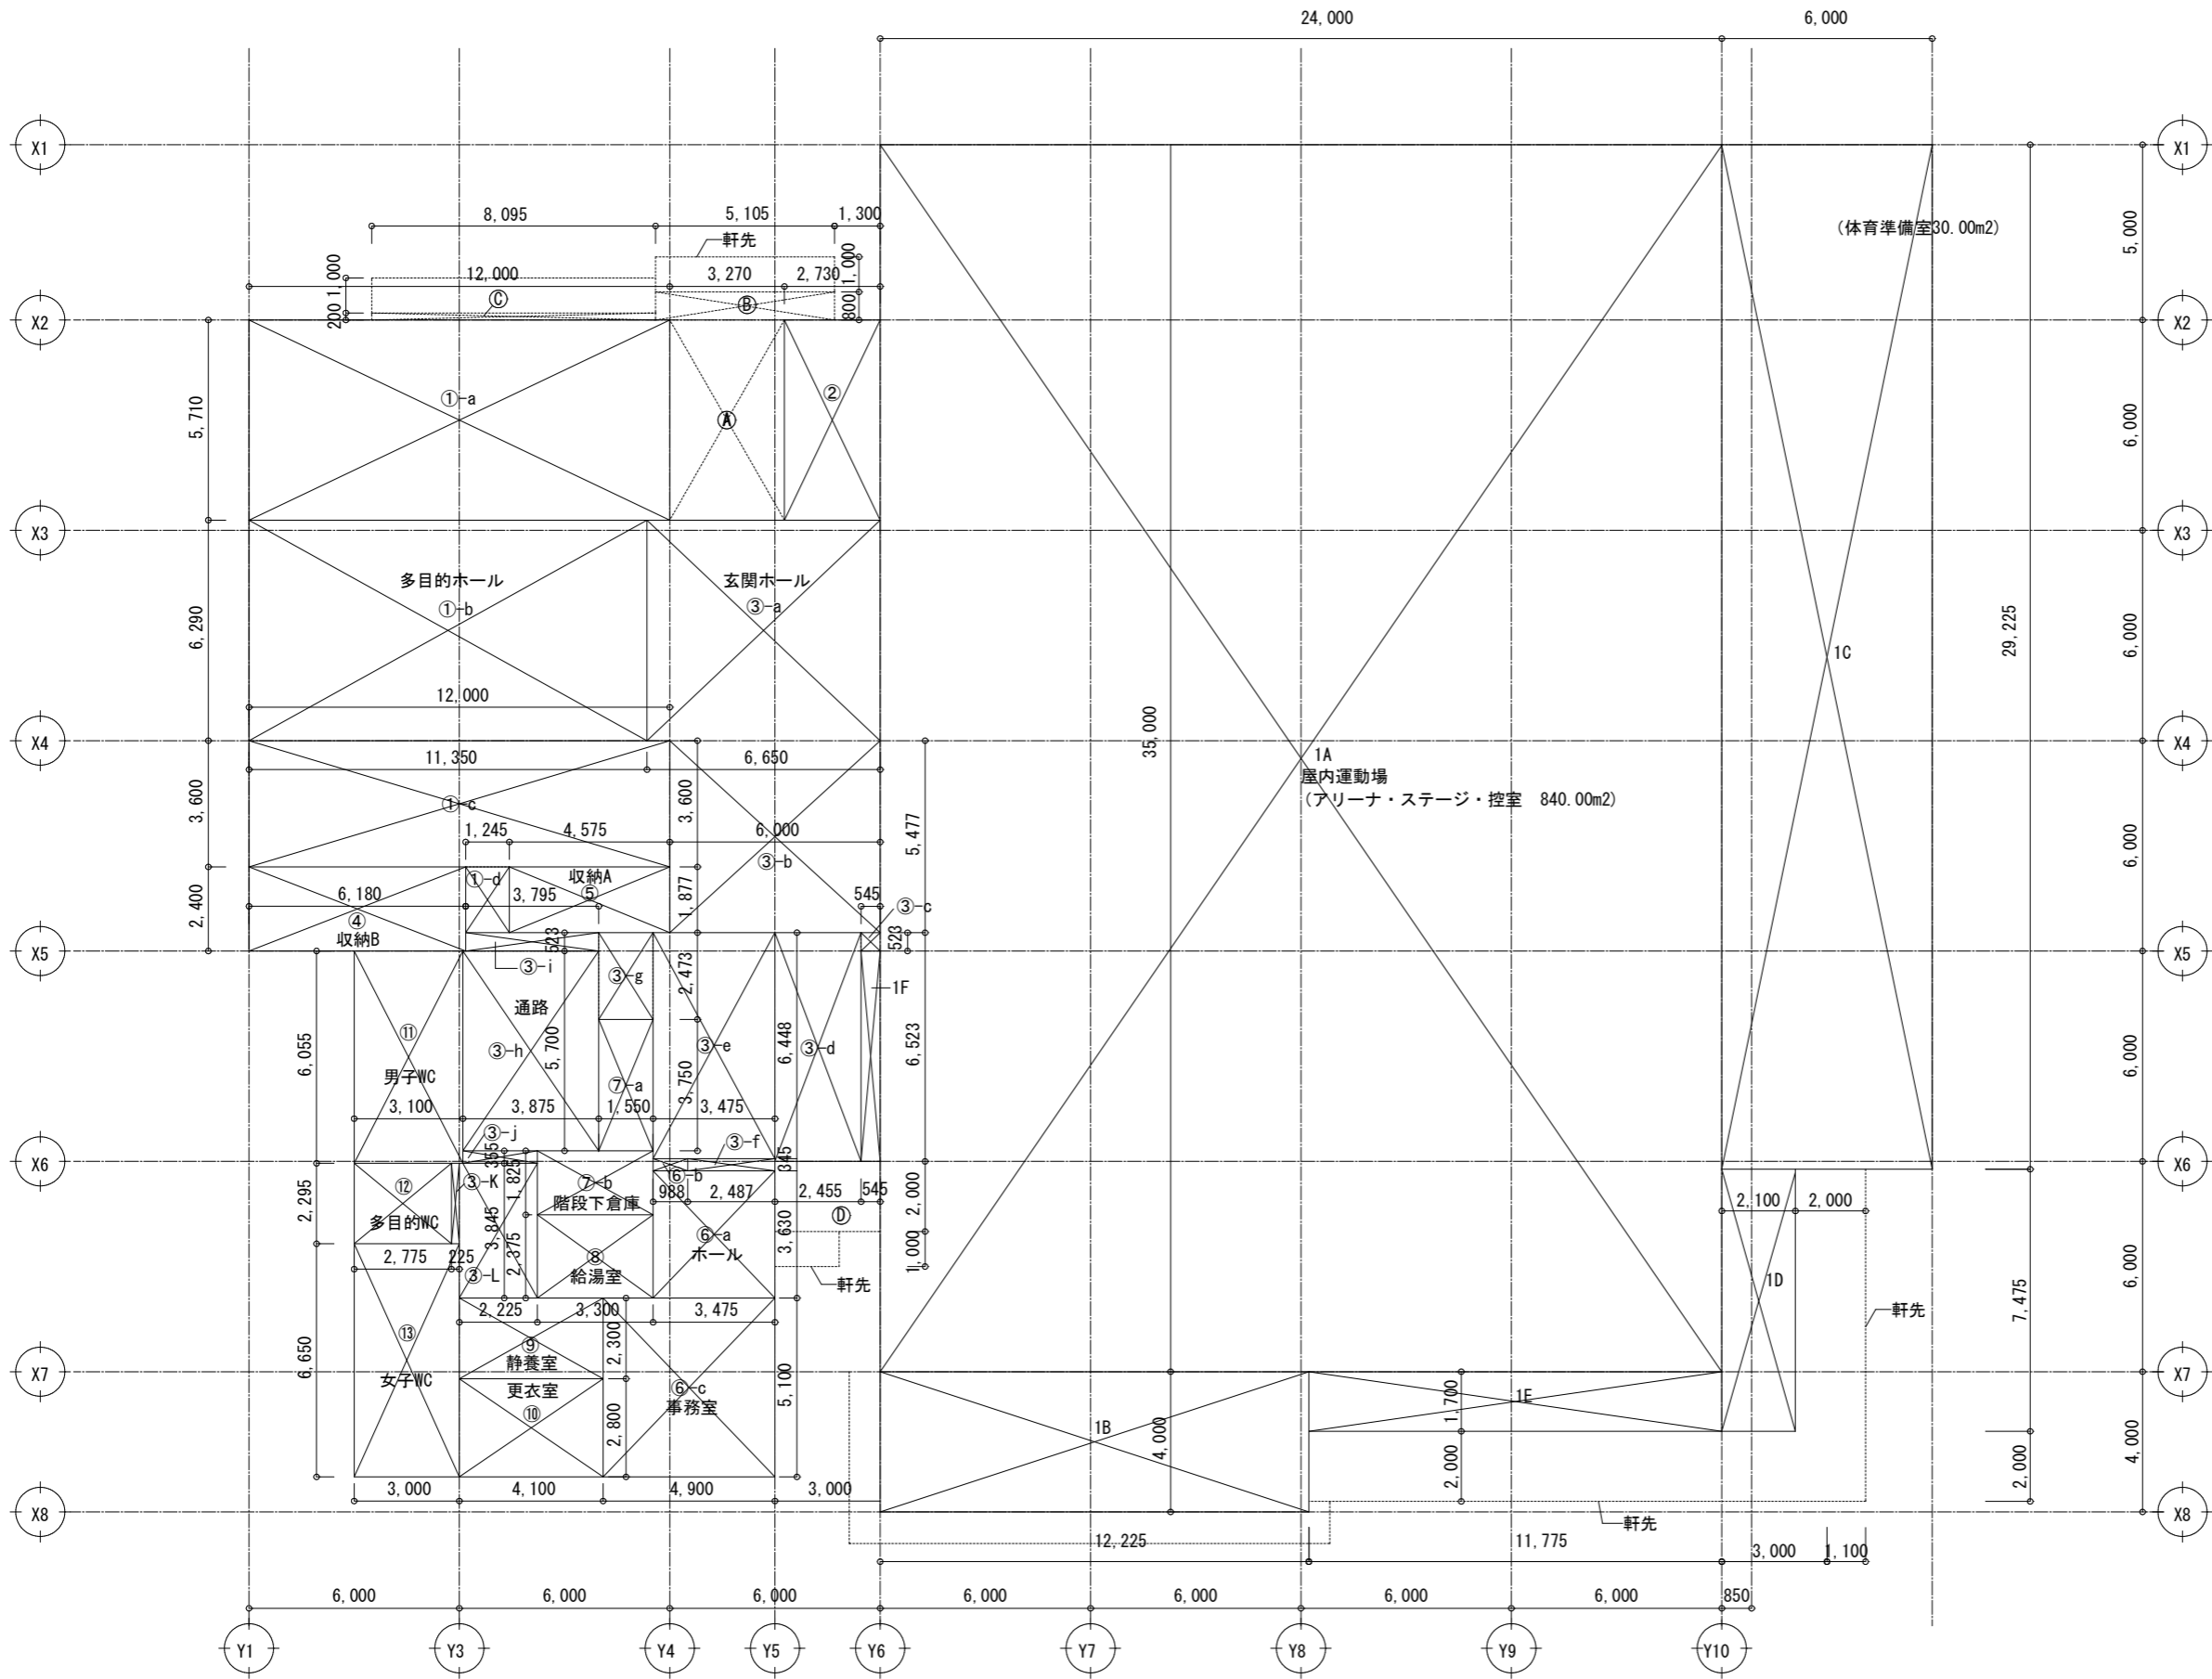 24,000
6,000
X1
X1
8,095
5,105
1,300
軒先
(体育準備室30.00m2)
5,000
1,000
12,000
3,270
2,730
1,000
200
Ⓒ
Ⓑ
800
X2
X2
5,710
①-a
Ⓐ
②
6,000
X3
X3
多目的ホール
①-b
玄関ホール
③-a
6,290
6,000
29,225
1C
12,000
35,000
X4
X4
1A
屋内運動場
(アリーナ・ステージ・控室 840.00m2)
11,350
6,650
3,600
①-c
3,600
5,477
6,000
1,245
4,575
6,000
③-b
①-d
収納A
⑤
6,180
3,795
1,877
545
③-c
2,400
④
収納B
523
523
X5
X5
③-i
③-g
2,473
1F
通路
⑪
6,055
③-h
5,700
③-e
6,448
③-d
6,523
6,000
男子WC
⑦-a
3,750
3,100
3,875
1,550
3,475
③-j
355
③-f
345
X6
X6
⑫
③-K
1,825
⑦-b
⑥-b
988
2,487
2,455
545
2,000
2,100
2,000
2,295
多目的WC
階段下倉庫
Ⓓ
3,845
2,375
⑥-a
ホール
3,630
1,000
2,775
225
③-L
⑧
給湯室
軒先
1D
6,000
7,475
軒先
2,225
3,300
3,475
⑬
⑨
静養室
2,300
6,650
X7
X7
女子WC
更衣室
⑩
⑥-c
事務室
5,100
2,800
1B
4,000
1,700
1E
2,000
2,000
4,000
3,000
4,100
4,900
3,000
X8
X8
軒先
12,225
11,775
3,000
1,100
6,000
6,000
6,000
6,000
6,000
6,000
6,000
850
Y1
Y3
Y4
Y5
Y6
Y7
Y8
Y9
Y10